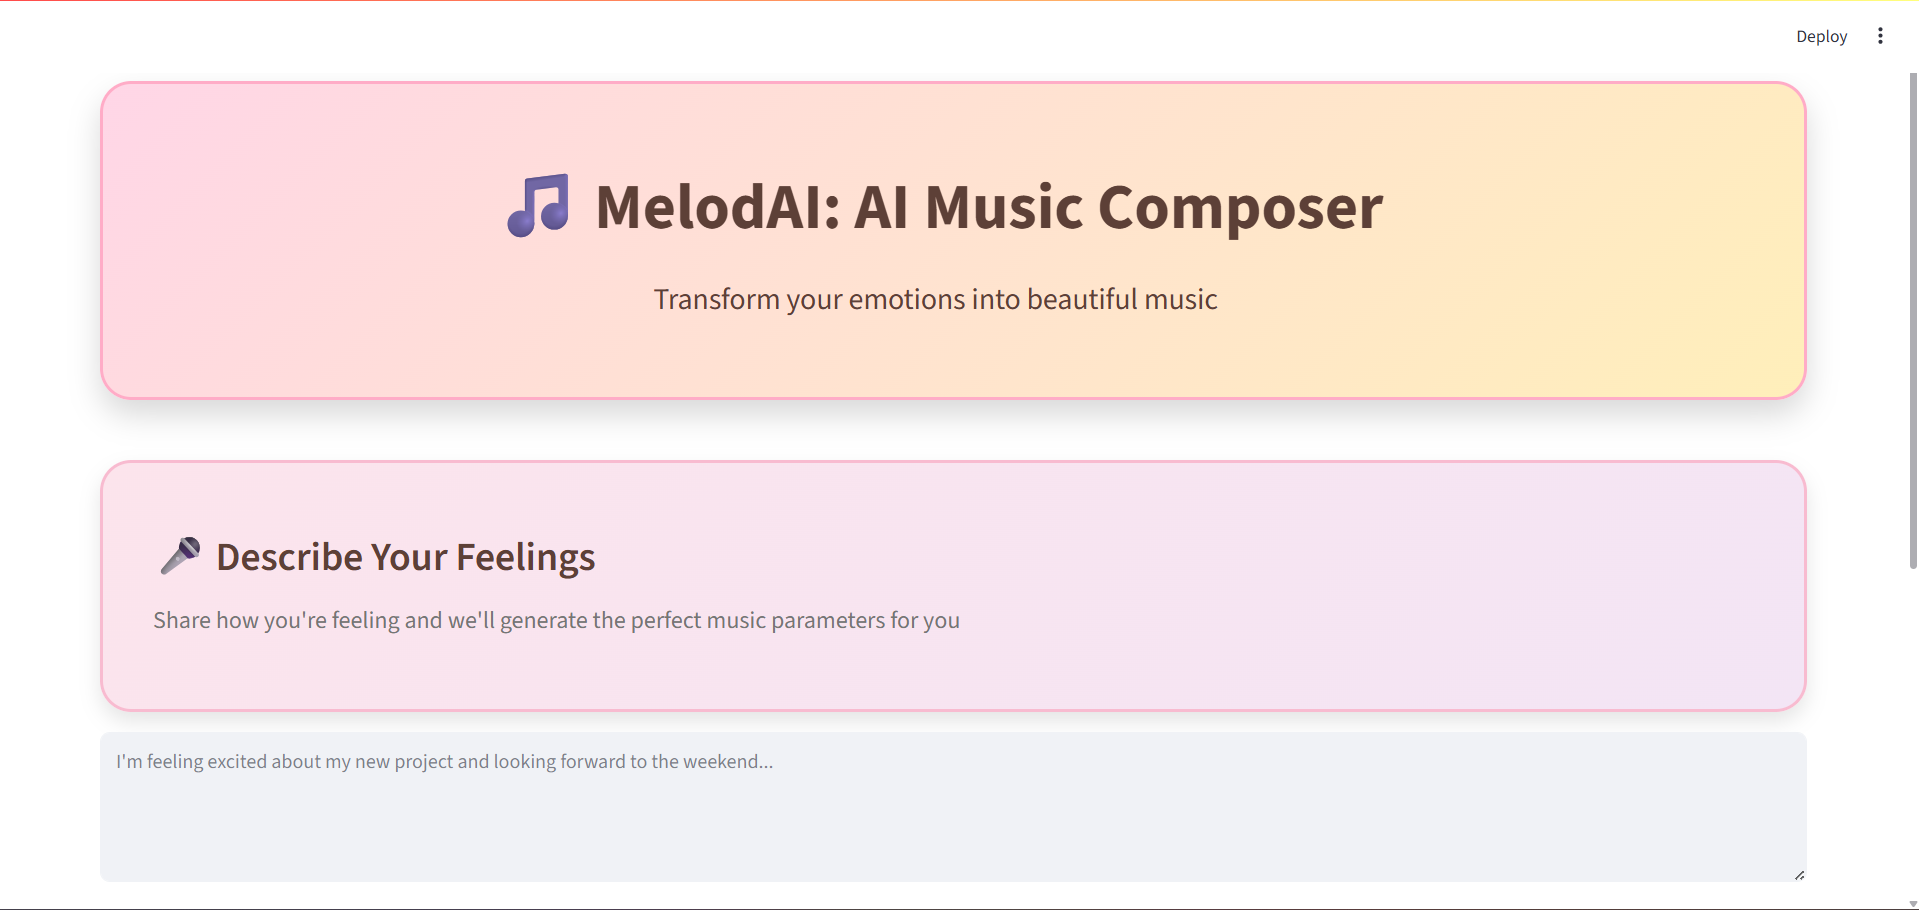 Deploy
🎵 MelodAI: AI Music Composer
Transform your emotions into beautiful music
🎤 Describe Your Feelings
Share how you're feeling and we'll generate the perfect music parameters for you
I'm feeling excited about my new project and looking forward to the weekend...